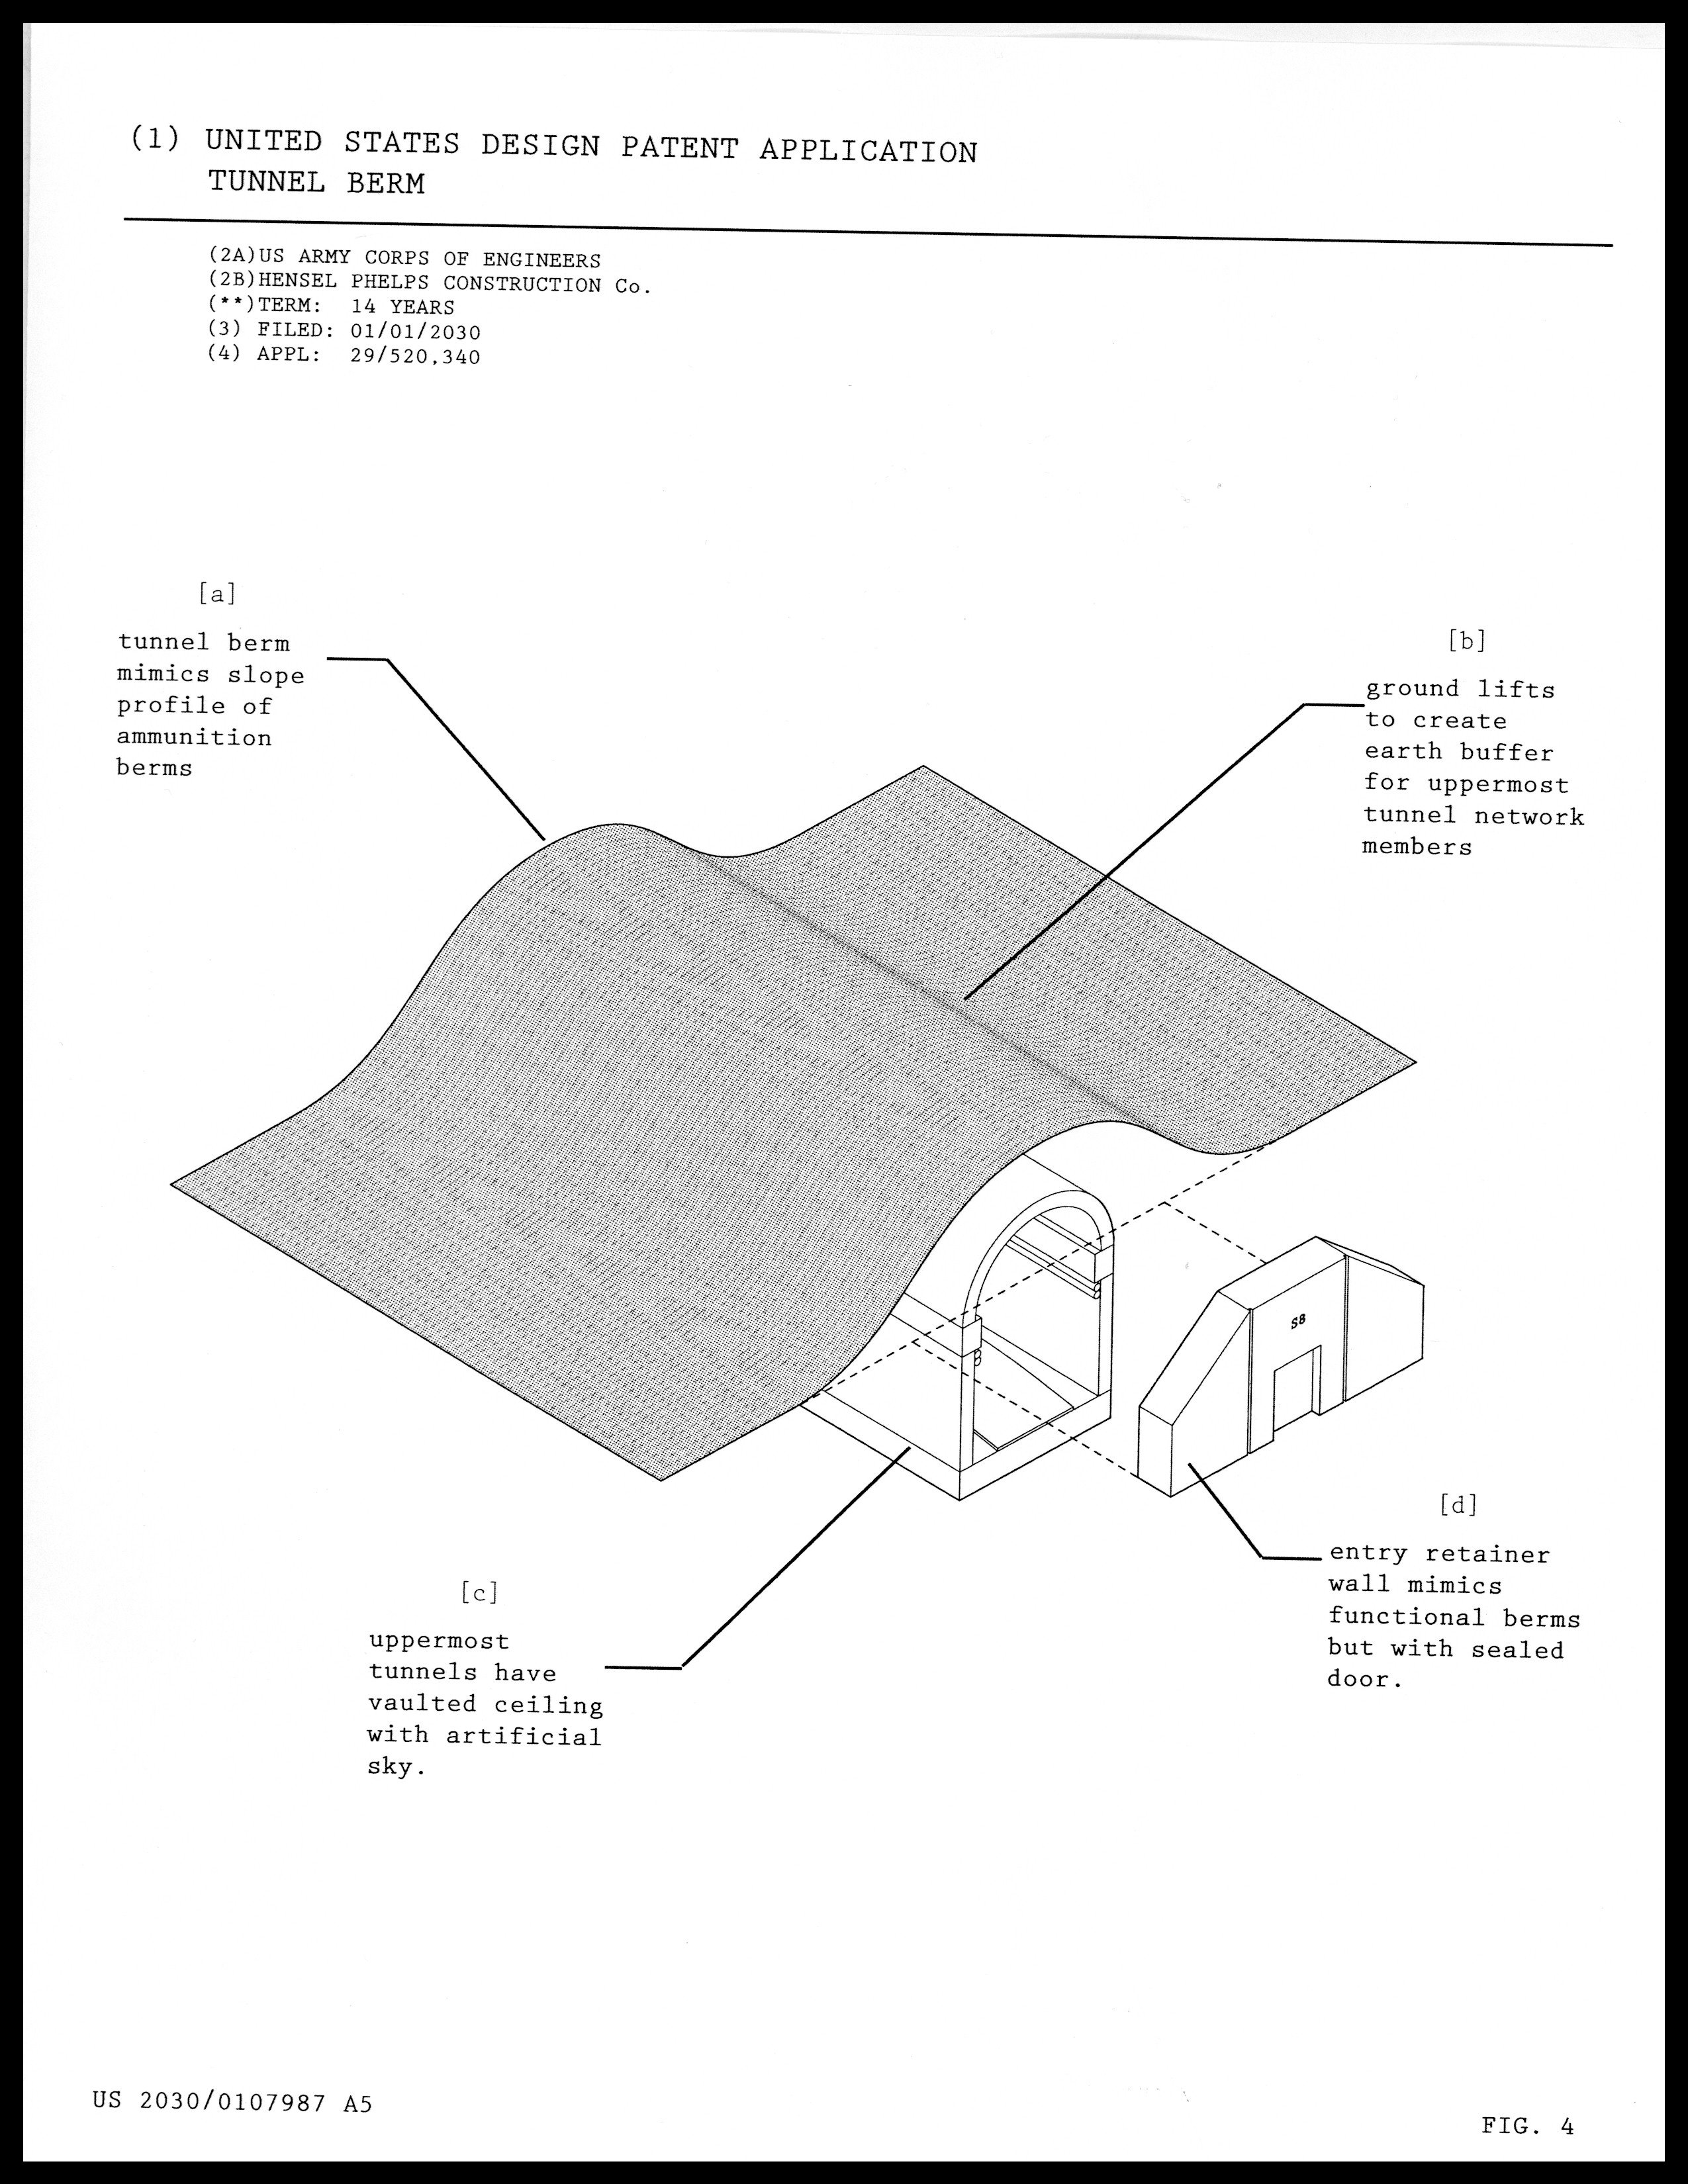 (1) UNITED STATES DESIGN PATENT APPLICATION
TUNNEL BERM
(2A)US ARMY CORPS OF ENGINEERS
(2B)HENSEL PHELPS CONSTRUCTION Co.
(**)TERM: 14 YEARS
(3) FILED: 01/01/2030
(4) APPL: 29/520,340
[a]
tunnel berm
mimics slope
profile of
ammunition
berms
[b]
ground lifts
to create
earth buffer
for uppermost
tunnel network
members
S8
[c]
uppermost
tunnels have
vaulted ceiling
with artificial
sky.
[d]
entry retainer
wall mimics
functional berms
but with sealed
door.
US 2030/0107987 A5
FIG. 4